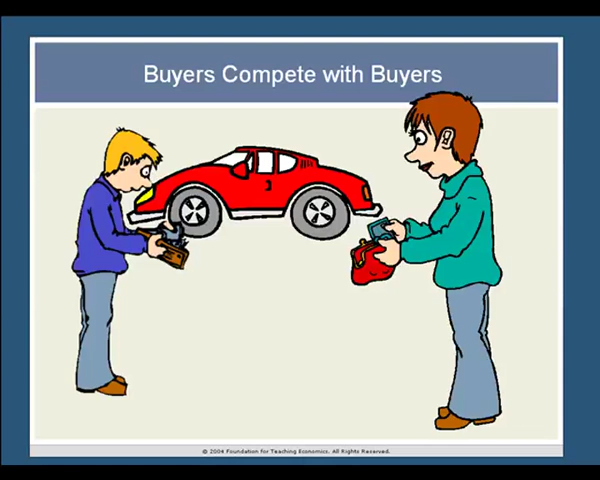 Buyers Compete with Buyers
© 2004 Foundation for Teaching Economics. All Rights Reserved.